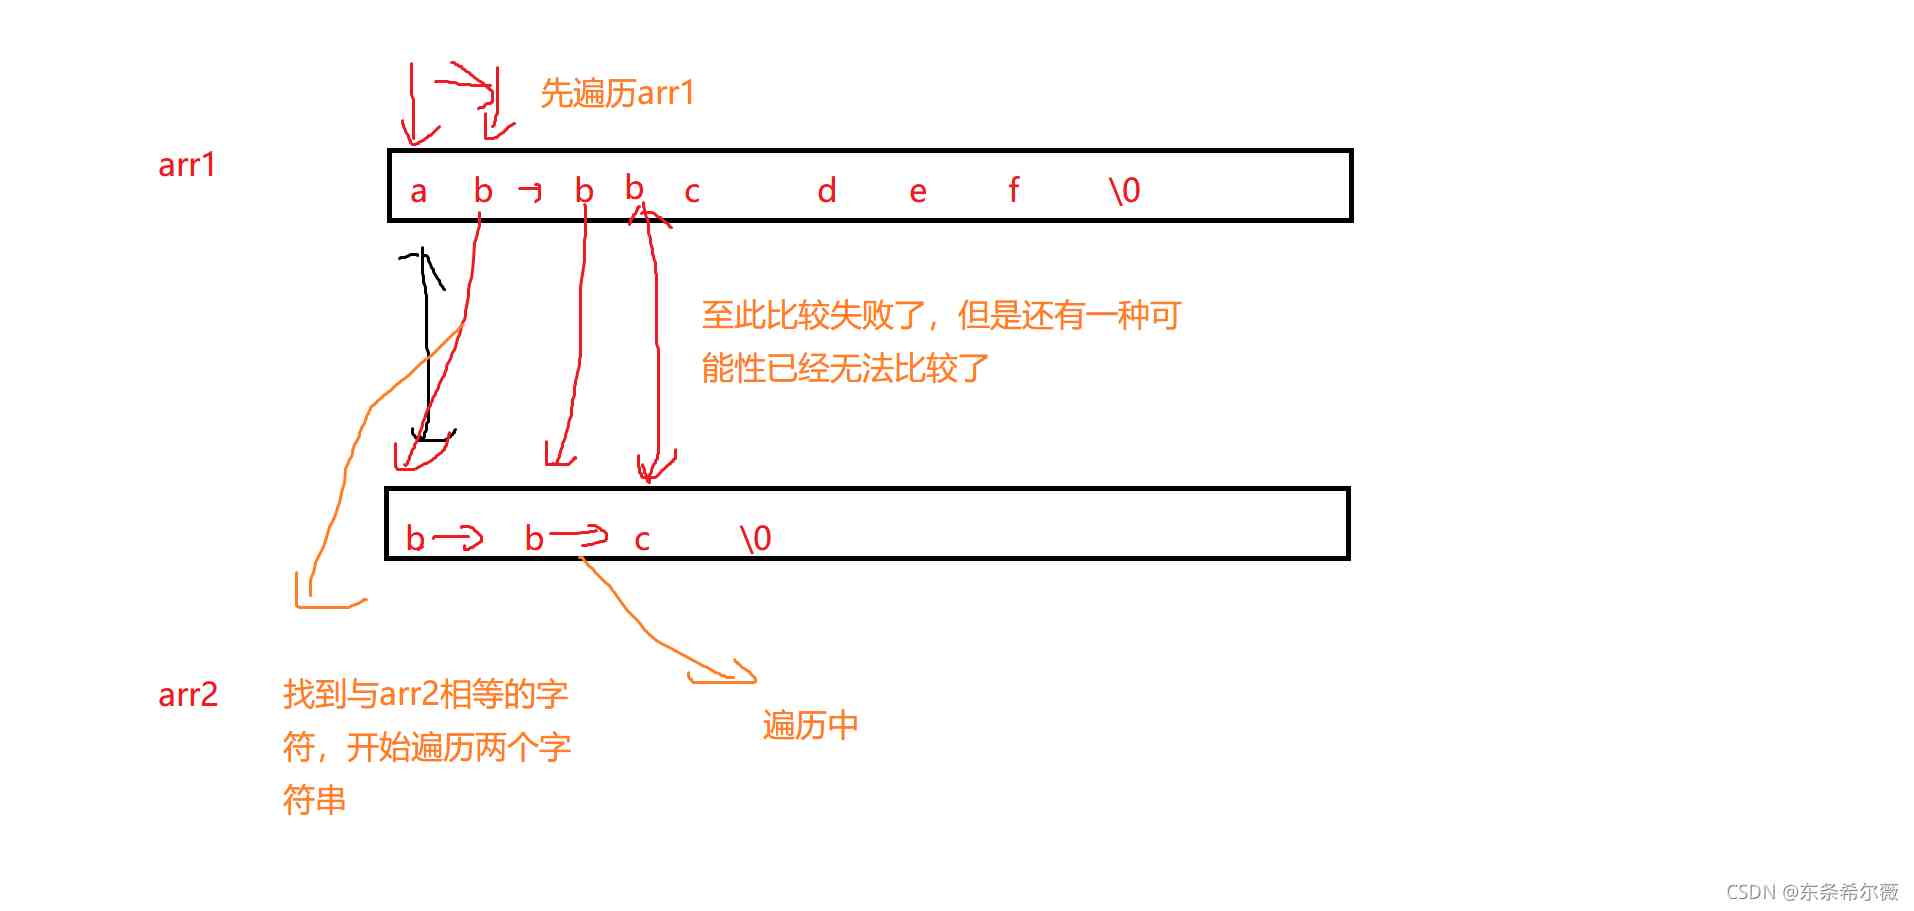 先遍历arr1
arr1
a b b b c d e f \0
至此比较失败了，但是还有一种可
能性已经无法比较了
b b c \0
arr2
找到与arr2相等的字
符，开始遍历两个字
符串
遍历中
CSDN @东条希尔薇